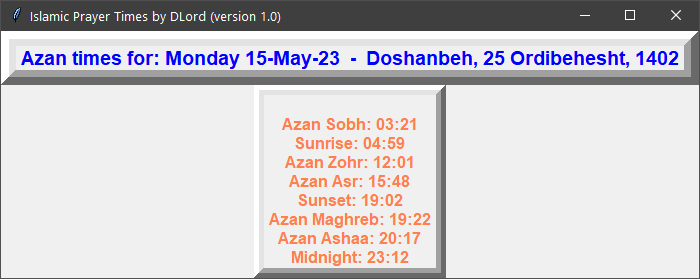 Islamic Prayer Times by DLord (version 1.0)
Azan times for: Monday 15-May-23 - Doshanbeh, 25 Ordibehesht, 1402
Azan Sobh: 03:21
Sunrise: 04:59
Azan Zohr: 12:01
Azan Asr: 15:48
Sunset: 19:02
Azan Maghreb: 19:22
Azan Ashaa: 20:17
Midnight: 23:12